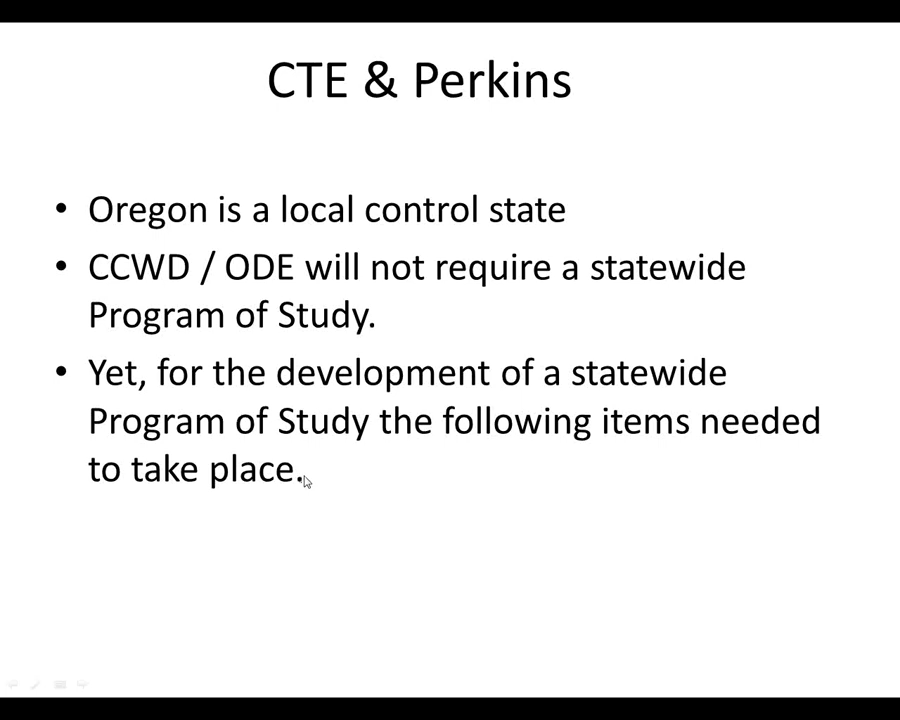 CTE & Perkins
• Oregon is a local control state
• CCWD / ODE will not require a statewide
Program of Study.
• Yet, for the development of a statewide
Program of Study the following items needed
to take place.